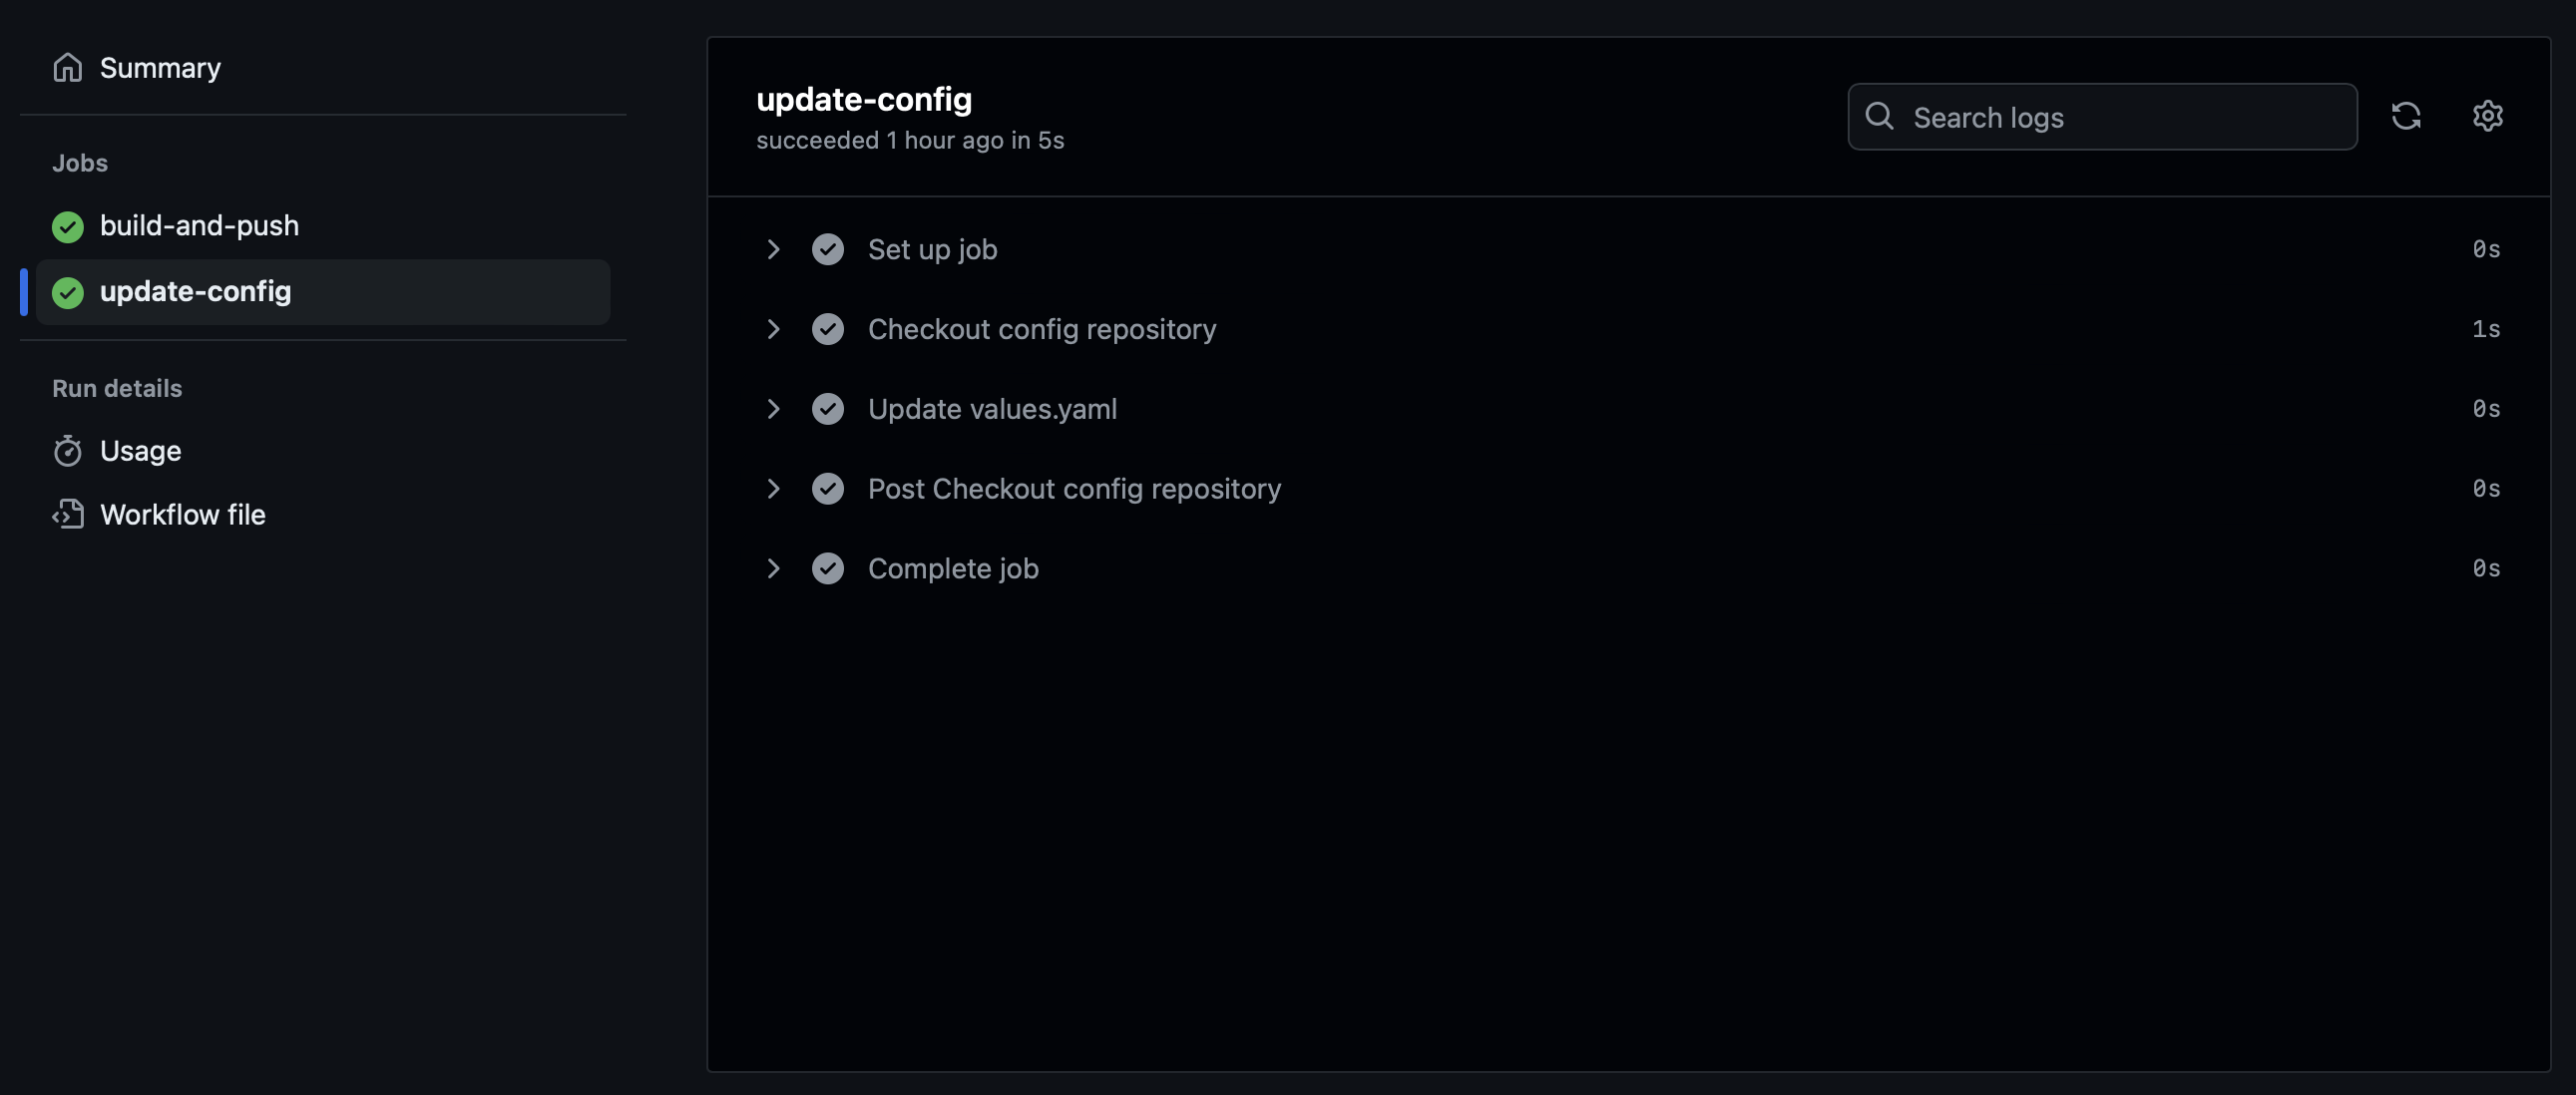 Summary
Jobs
build-and-push
update-config
Run details
Usage
Workflow file
update-config
succeeded 1 hour ago in 5s
Search logs
Set up job 0s
Checkout config repository 1s
Update values.yaml 0s
Post Checkout config repository 0s
Complete job 0s